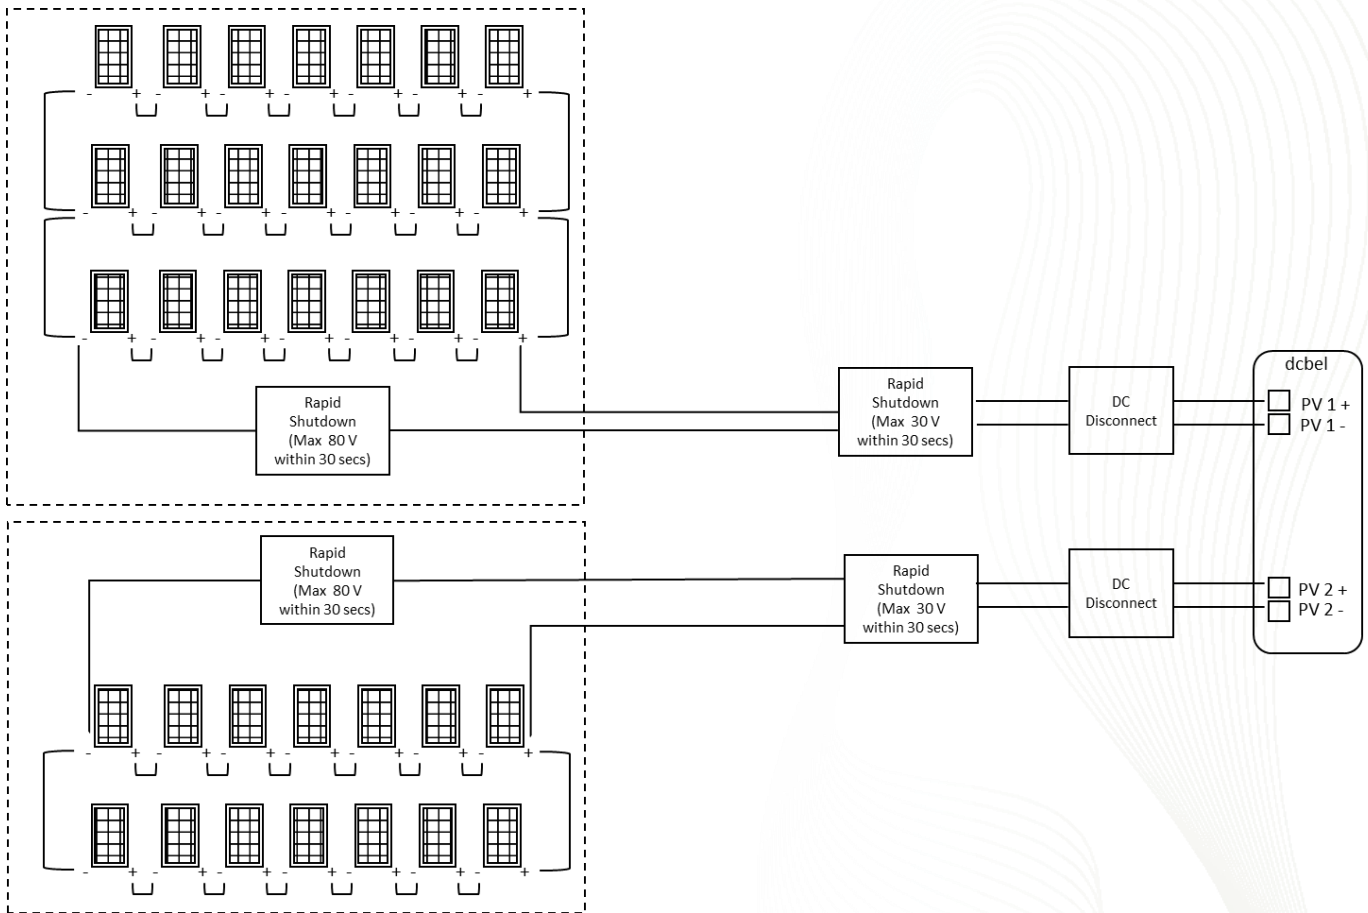 - + - + - + - + - + - + - +
- + - + - + - + - + - + - +
- + - + - + - + - + - + - +
Rapid
Shutdown
(Max 80 V
within 30 secs)
Rapid
Shutdown
(Max 30 V
within 30 secs)
DC
Disconnect
dcbel
PV 1 +
PV 1 -
Rapid
Shutdown
(Max 80 V
within 30 secs)
Rapid
Shutdown
(Max 30 V
within 30 secs)
DC
Disconnect
PV 2 +
PV 2 -
- + - + - + - + - + - + - +
- + - + - + - + - + - + - +